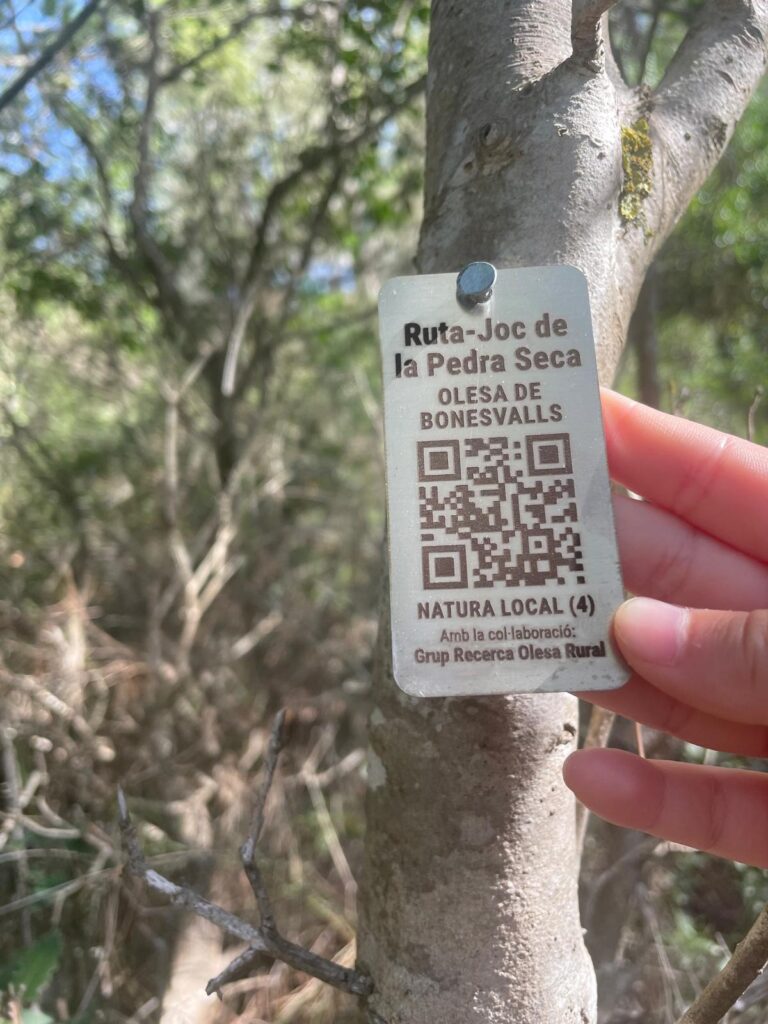 Ruta-Joc de
la Pedra Seca
OLESA DE
BONESVALLS
NATURA LOCAL (4)
Amb la col·laboració:
Grup Recerca Olesa Rural